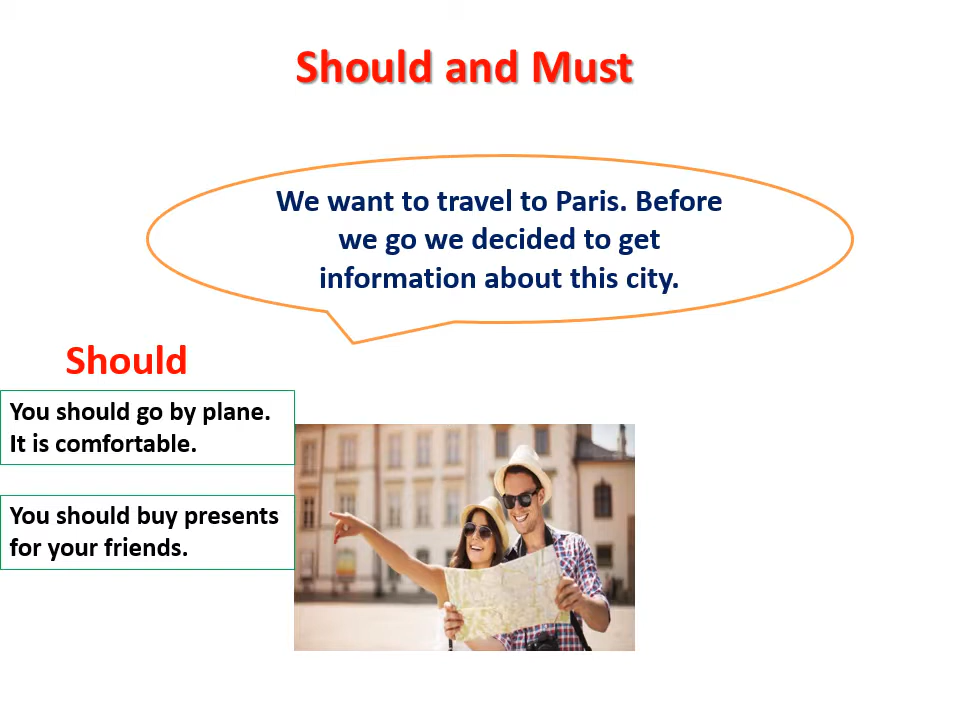 Should and Must
We want to travel to Paris. Before
we go we decided to get
information about this city.
Should
You should go by plane.
It is comfortable.
You should buy presents
for your friends.